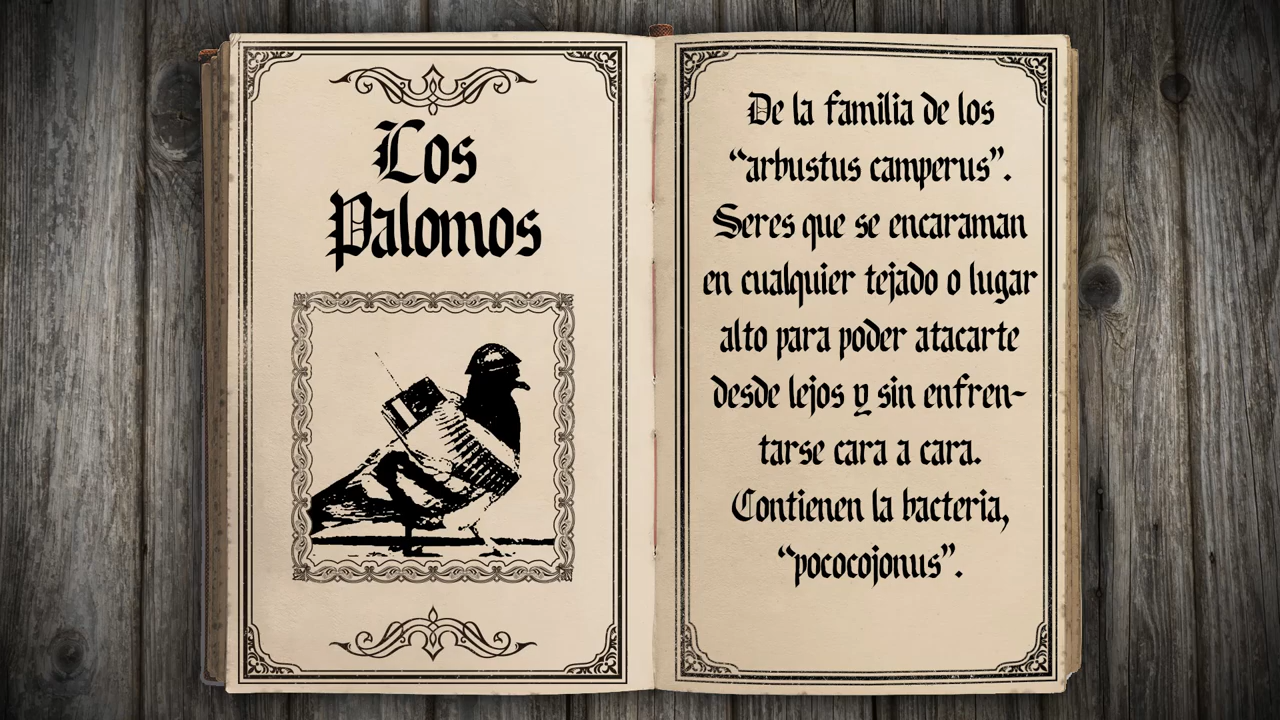 Los
Palomos
De la familia de los
“arbustus camperus”.
Seres que se encaraman
en cualquier tejado o lugar
alto para poder atacarte
desde lejos y sin enfren-
tarse cara a cara.
Contienen la bacteria,
“pococojonus”.